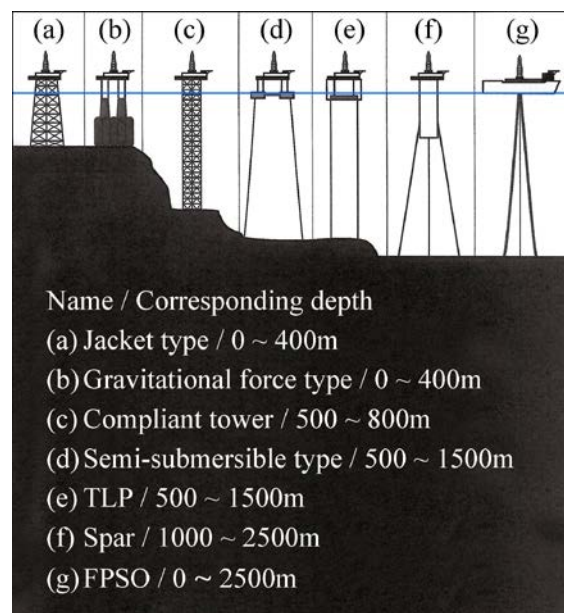 (a) (b) (c) (d) (e) (f) (g)
Name / Corresponding depth
(a) Jacket type / 0 ~ 400m
(b) Gravitational force type / 0 ~ 400m
(c) Compliant tower / 500 ~ 800m
(d) Semi-submersible type / 500 ~ 1500m
(e) TLP / 500 ~ 1500m
(f) Spar / 1000 ~ 2500m
(g) FPSO / 0 ~ 2500m